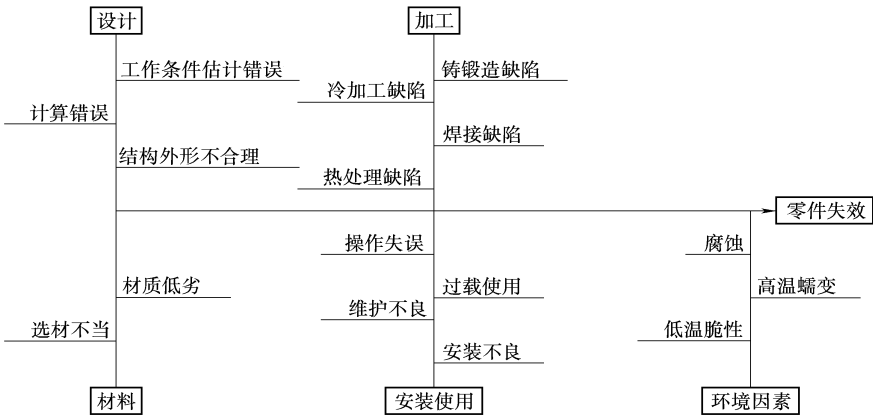 设计
加工
工作条件估计错误
铸锻造缺陷
冷加工缺陷
计算错误
焊接缺陷
结构外形不合理
热处理缺陷
零件失效
操作失误
腐蚀
材质低劣
过载使用
高温蠕变
维护不良
选材不当
低温脆性
安装不良
材料
安装使用
环境因素